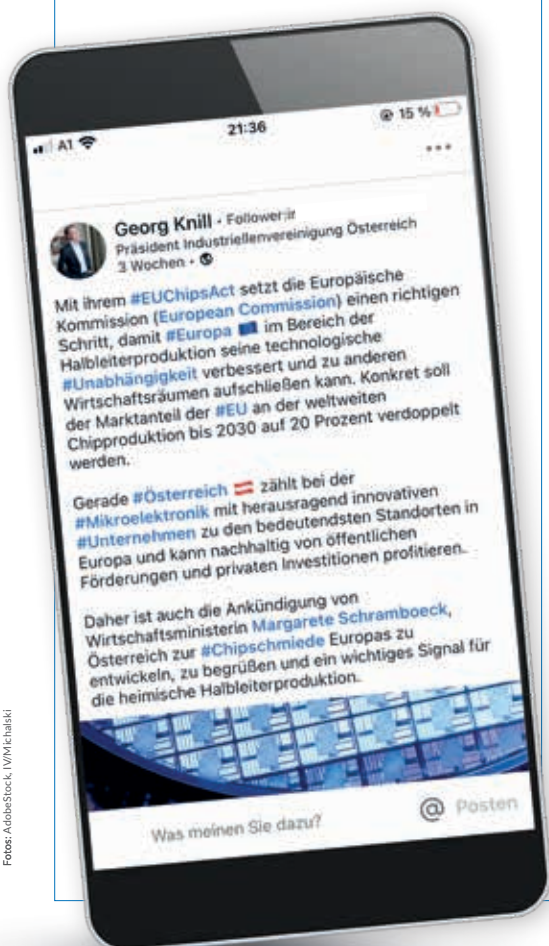 A1
21:36
15 %
Georg Knill • Follower:ir
Präsident Industriellenvereinigung Österreich
3 Wochen •
Mit ihrem #EUChipsAct setzt die Europäische
Kommission (European Commission) einen richtigen
Schritt, damit #Europa im Bereich der
Halbleiterproduktion seine technologische
#Unabhängigkeit verbessert und zu anderen
Wirtschaftsräumen aufschließen kann. Konkret soll
der Marktanteil der #EU an der weltweiten
Chipproduktion bis 2030 auf 20 Prozent verdoppelt
werden.
Gerade #Österreich zählt bei der
#Mikroelektronik mit herausragend innovativen
#Unternehmen zu den bedeutendsten Standorten in
Europa und kann nachhaltig von öffentlichen
Förderungen und privaten Investitionen profitieren.
Daher ist auch die Ankündigung von
Wirtschaftsministerin Margarete Schramboeck,
Österreich zur #Chipschmiede Europas zu
entwickeln, zu begrüßen und ein wichtiges Signal für
die heimische Halbleiterproduktion.
Was meinen Sie dazu?
@ Posten
Fotos: AdobeStock, IV/Michalski